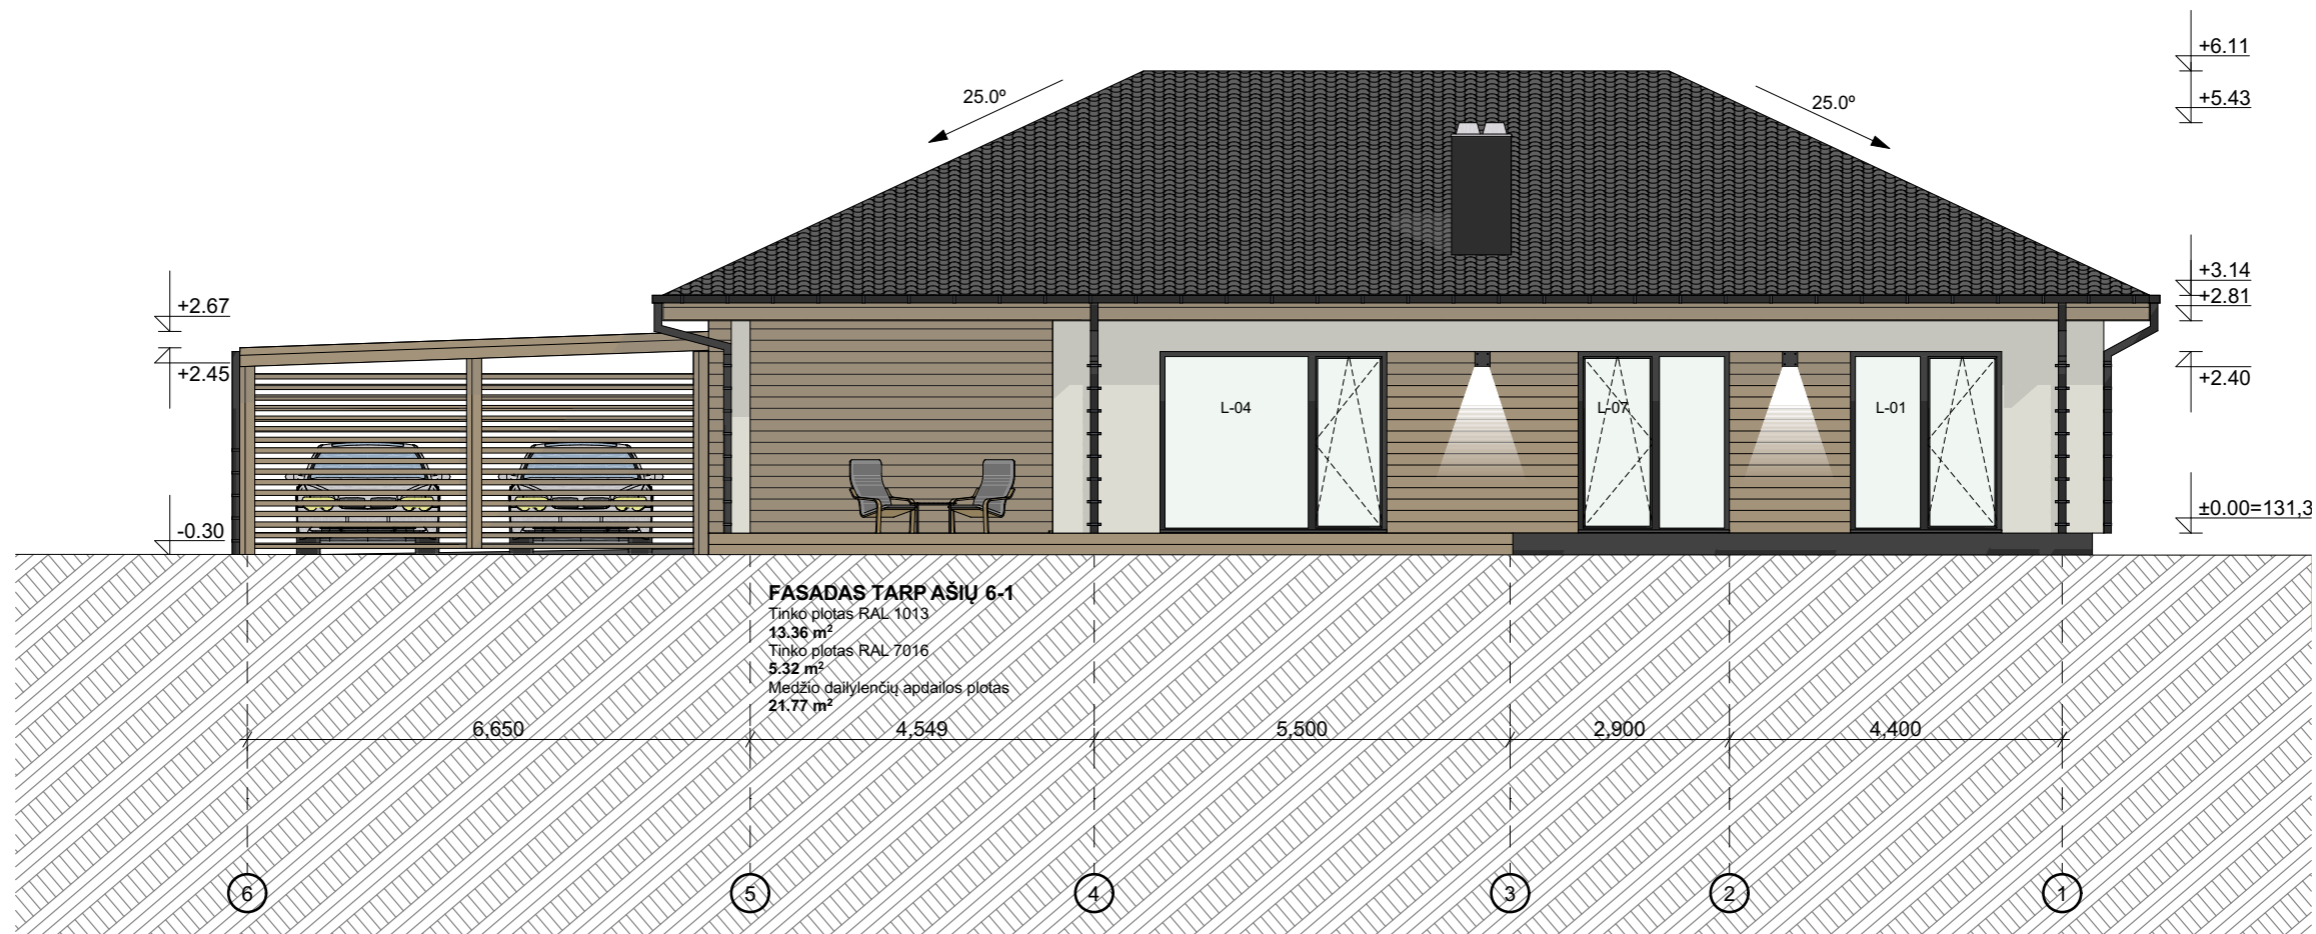 +6.11
25.0º
25.0º
+5.43
+3.14
+2.81
+2.67
+2.45
+2.40
L-04
L-07
L-01
-0.30
±0.00=131,3
FASADAS TARP AŠIŲ 6-1
Tinko plotas RAL 1013
13.36 m²
Tinko plotas RAL 7016
5.32 m²
Medžio dailylenčių apdailos plotas
21.77 m²
6,650
4,549
5,500
2,900
4,400
6
5
4
3
2
1